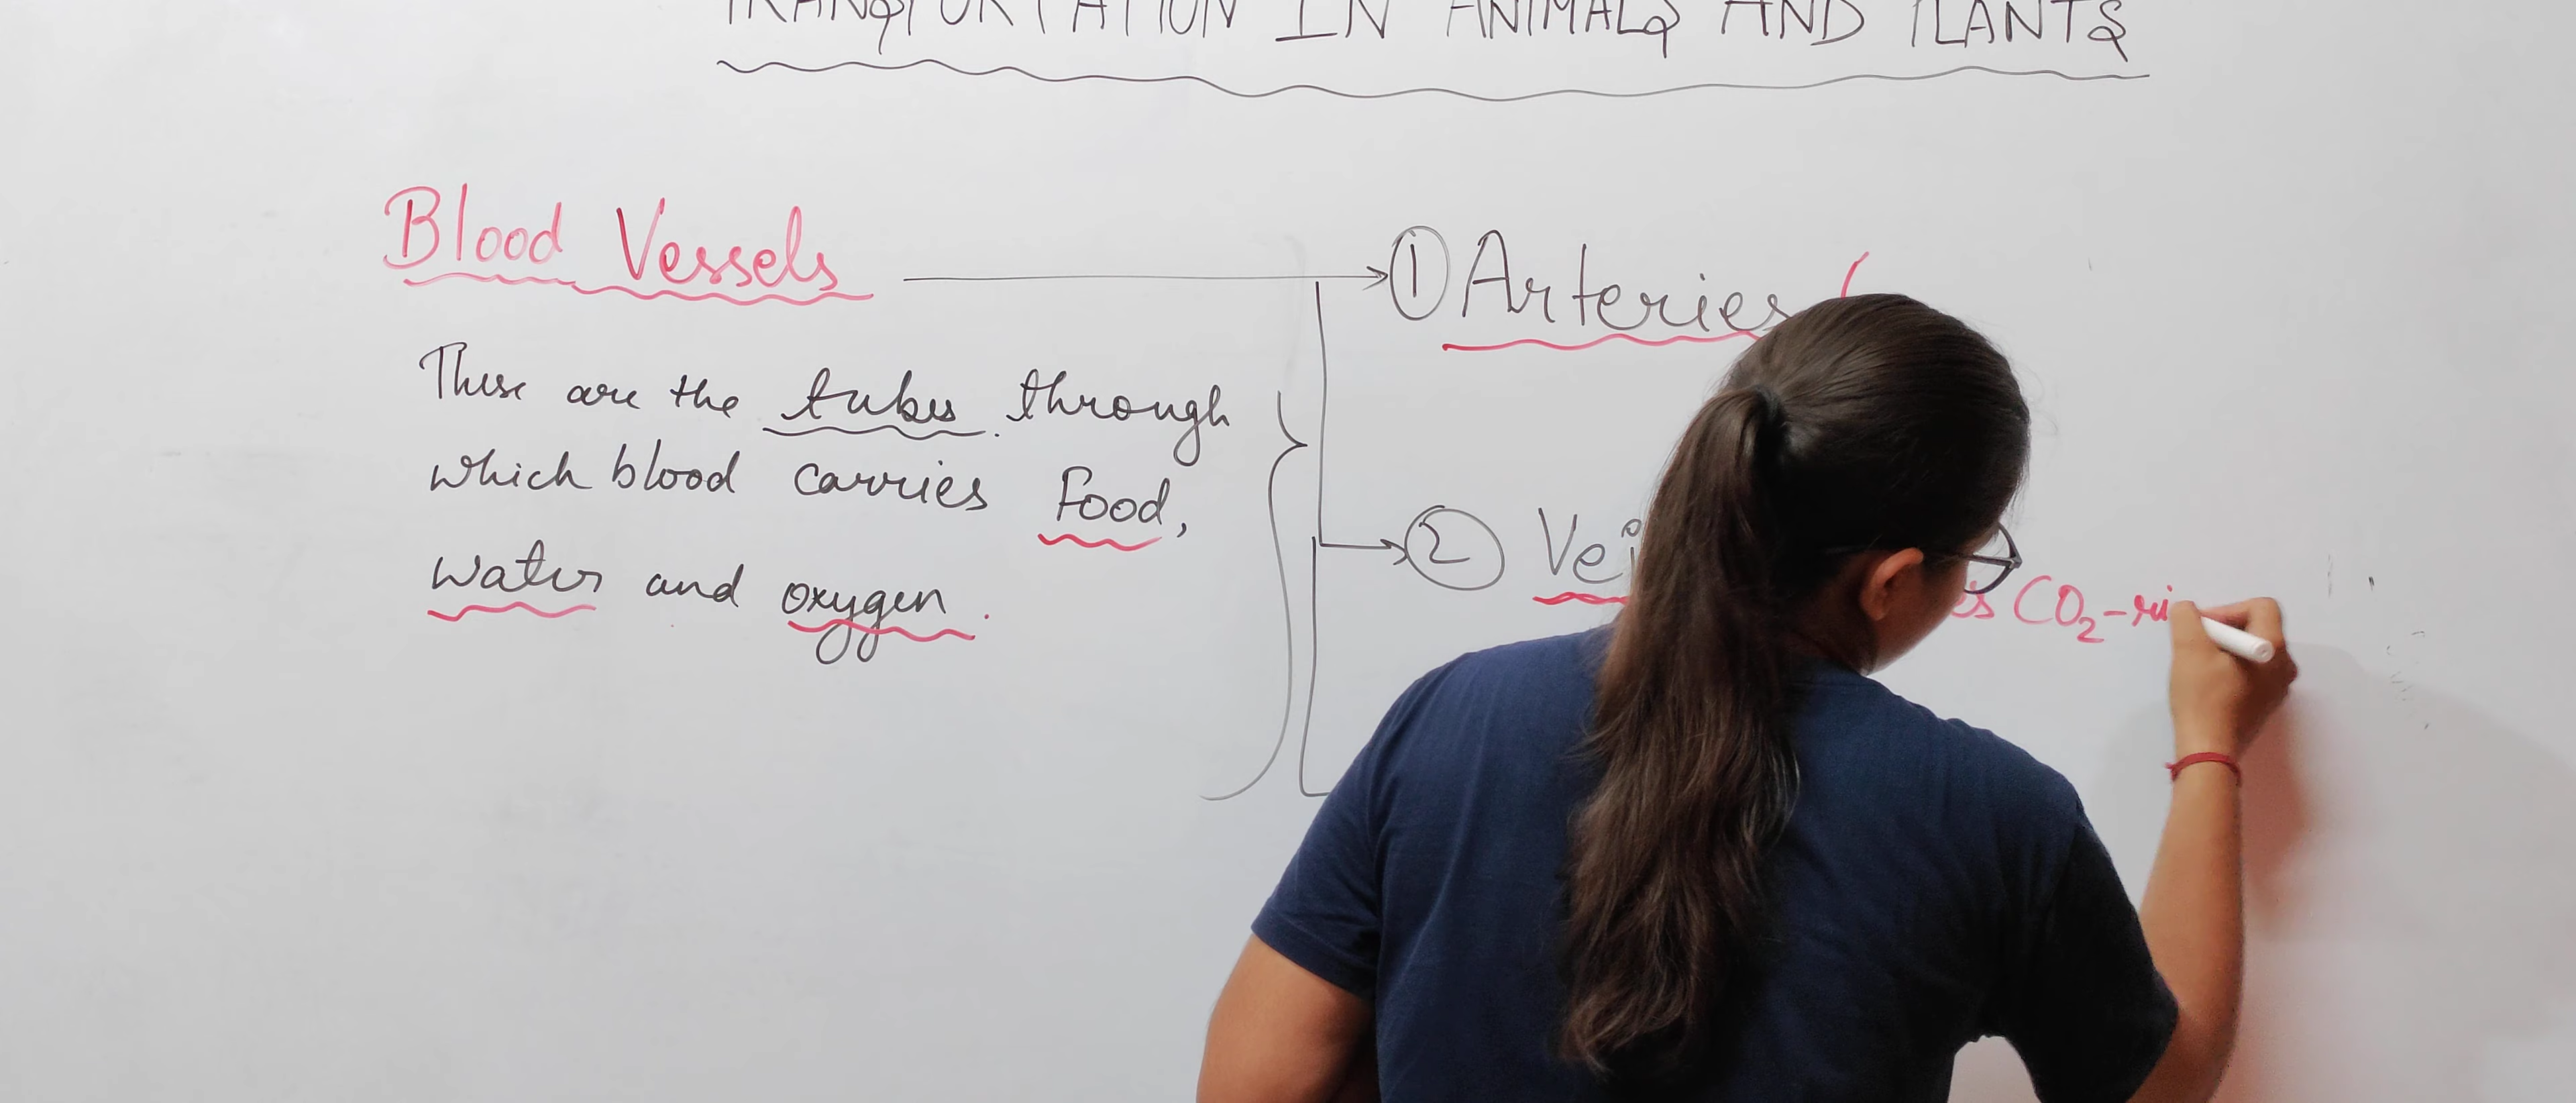 TRANSPORTATION IN ANIMALS AND PLANTS
Blood Vessels
These are the tubes through
which blood carries Food,
water and oxygen.
① Arteries (
②
CO₂-ri